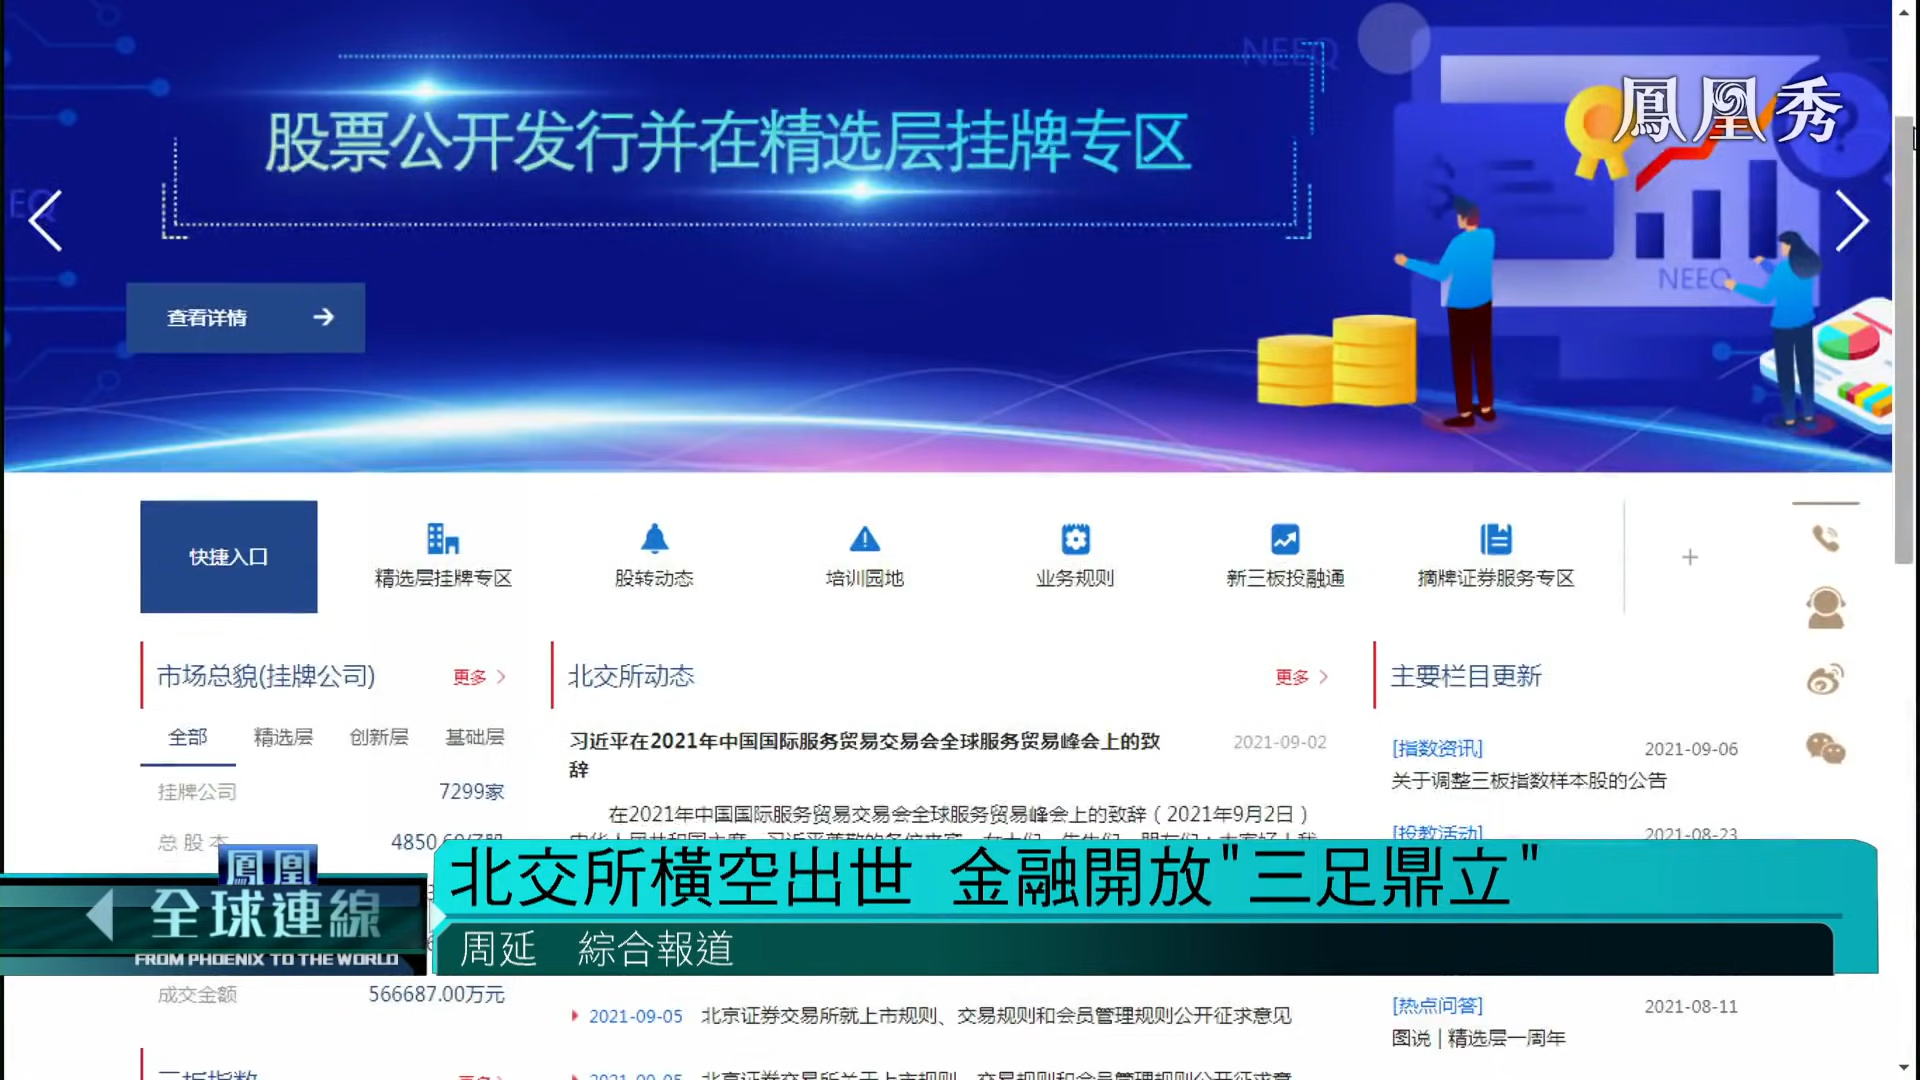 NEEQ
鳳凰秀
股票公开发行并在精选层挂牌专区
NEEQ
查看详情
快捷入口
精选层挂牌专区
股转动态
培训园地
业务规则
新三板投融通
摘牌证券服务专区
市场总貌(挂牌公司)
更多
全部 精选层 创新层 基础层
挂牌公司 7299家
总 股 本
成交金额 566687.00万元
北交所动态
更多
习近平在2021年中国国际服务贸易交易会全球服务贸易峰会上的致
辞
2021-09-02
在2021年中国国际服务贸易交易会全球服务贸易峰会上的致辞（2021年9月2日）
2021-09-05 北京证券交易所就上市规则、交易规则和会员管理规则公开征求意见
主要栏目更新
[指数资讯] 2021-09-06
关于调整三板指数样本股的公告
[投教活动] 2021-08-23
[热点问答] 2021-08-11
图说 | 精选层一周年
鳳凰
全球連線
FROM PHOENIX TO THE WORLD
北交所橫空出世 金融開放"三足鼎立"
周延 綜合報道